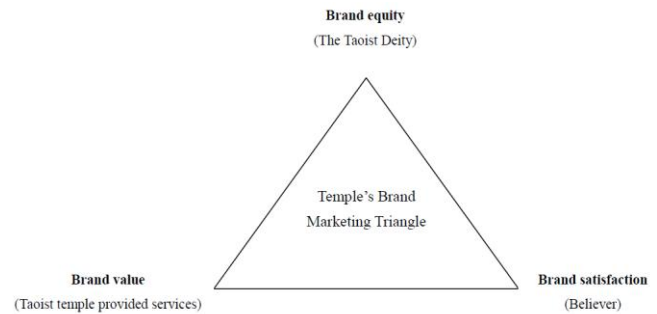 Brand equity
(The Taoist Deity)
Temple's Brand
Marketing Triangle
Brand value
(Taoist temple provided services)
Brand satisfaction
(Believer)